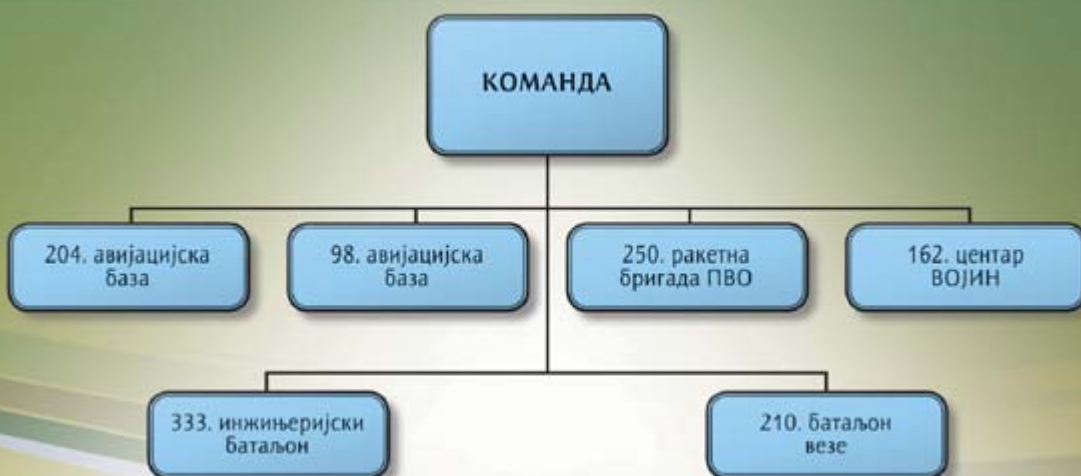 КОМАНДА
204. авијацијска
база
98. авијацијска
база
250. ракетна
бригада ПВО
162. центар
ВОЈИН
333. инжињеријски
батаљон
210. батаљон
везе